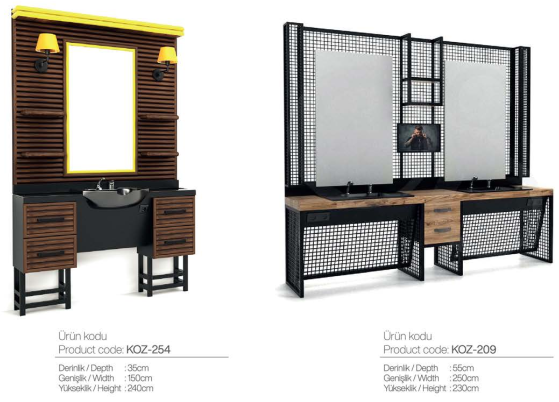 Ürün kodu
Product code: KOZ-254
Derinlik / Depth : 35cm
Genişlik / Width : 150cm
Yükseklik / Height : 240cm
Ürün kodu
Product code: KOZ-209
Derinlik / Depth : 55cm
Genişlik / Width : 250cm
Yükseklik / Height : 230cm